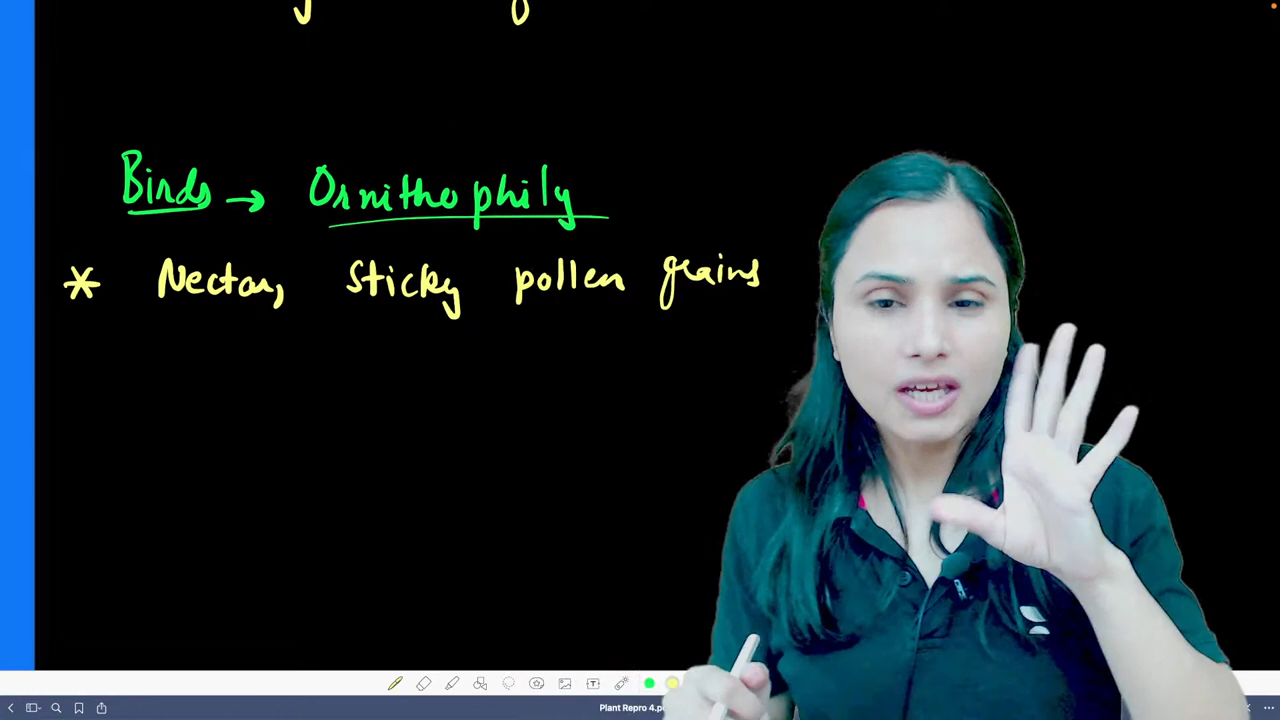 Birds → Ornithophily
* Nectar, sticky pollen grains
Plant Repro 4.p